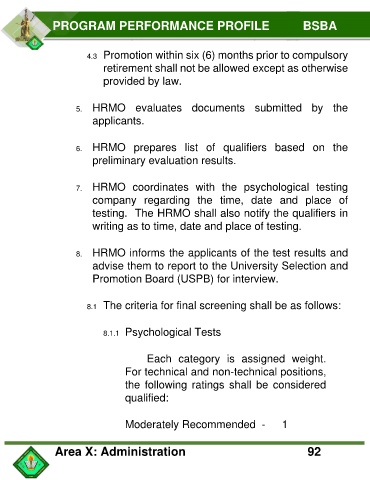 PROGRAM PERFORMANCE PROFILE BSBA
4.3 Promotion within six (6) months prior to compulsory
retirement shall not be allowed except as otherwise
provided by law.
5. HRMO evaluates documents submitted by the
applicants.
6. HRMO prepares list of qualifiers based on the
preliminary evaluation results.
7. HRMO coordinates with the psychological testing
company regarding the time, date and place of
testing. The HRMO shall also notify the qualifiers in
writing as to time, date and place of testing.
8. HRMO informs the applicants of the test results and
advise them to report to the University Selection and
Promotion Board (USPB) for interview.
8.1 The criteria for final screening shall be as follows:
8.1.1 Psychological Tests
Each category is assigned weight.
For technical and non-technical positions,
the following ratings shall be considered
qualified:
Moderately Recommended - 1
Area X: Administration 92